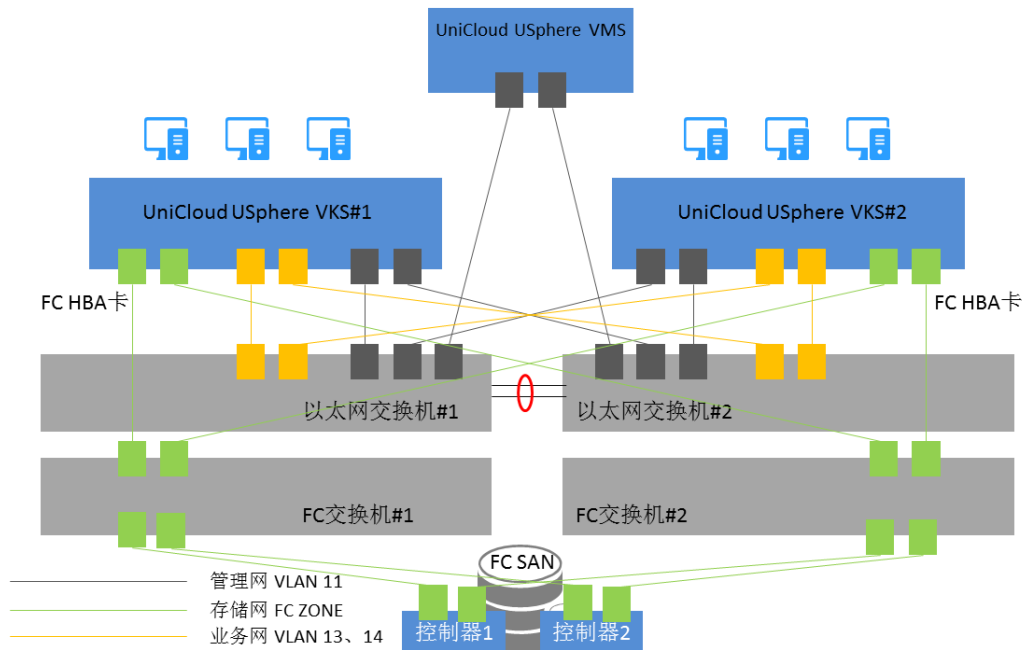 UniCloud USphere VMS
UniCloud USphere VKS#1
UniCloud USphere VKS#2
FC HBA卡
FC HBA卡
以太网交换机#1
以太网交换机#2
FC交换机#1
FC交换机#2
FC SAN
管理网 VLAN 11
存储网 FC ZONE
业务网 VLAN 13、14
控制器1
控制器2